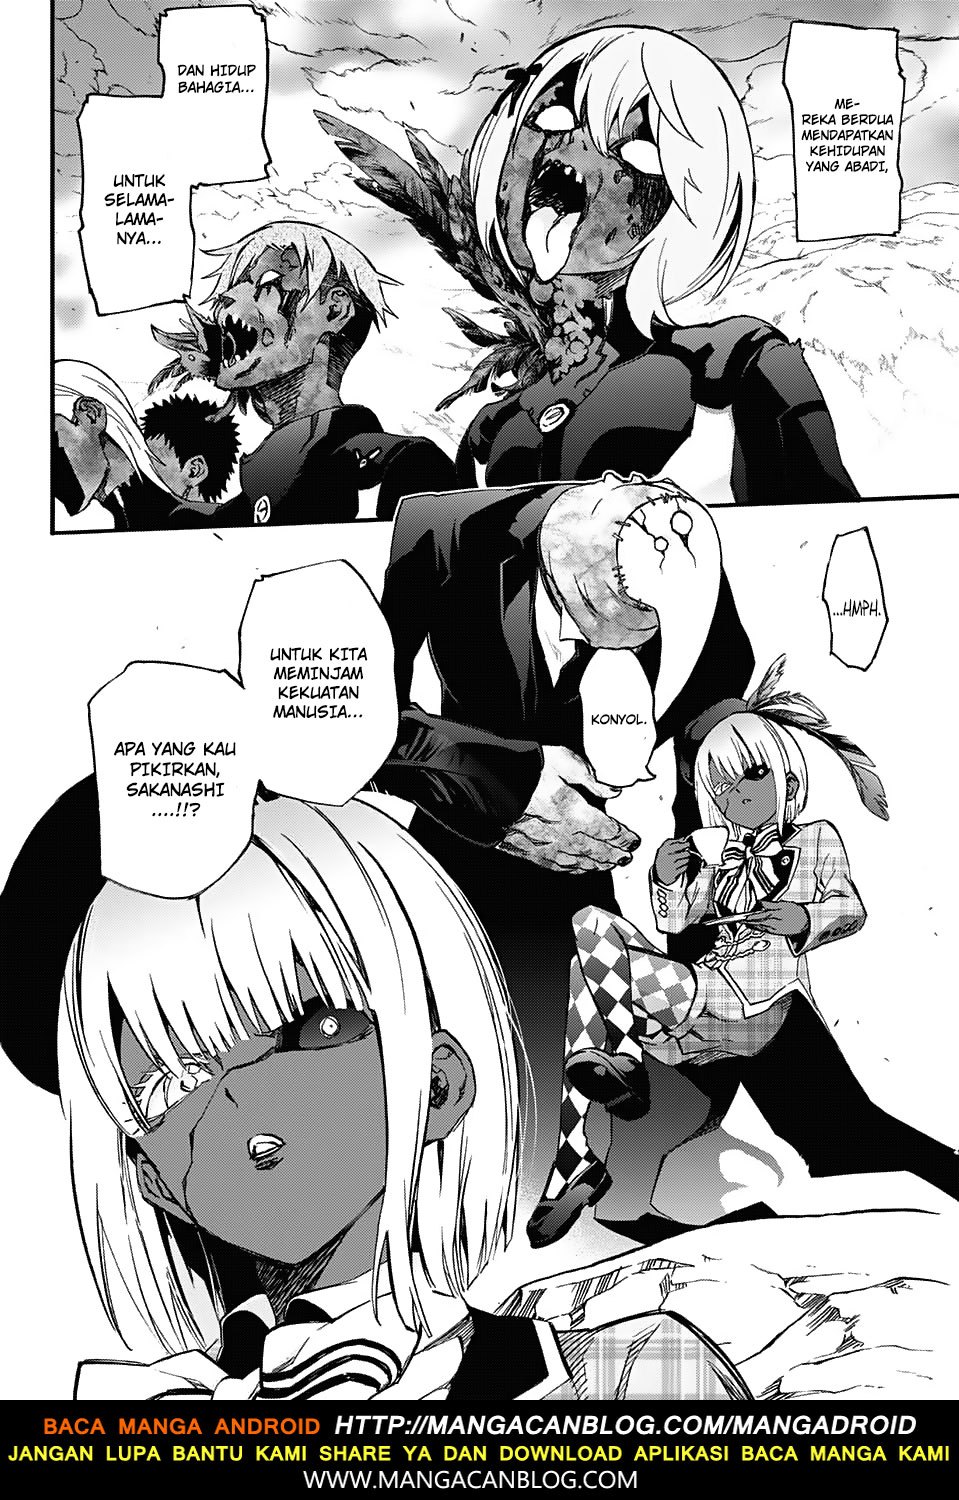 ME-
REKA BERDUA
MENDAPATKAN
KEHIDUPAN
YANG ABADI,
DAN HIDUP
BAHAGIA...
UNTUK
SELAMA-
LAMA-
NYA...
...HMPH.
KONYOL.
UNTUK KITA
MEMINJAM
KEKUATAN
MANUSIA...
APA YANG KAU
PIKIRKAN,
SAKANASHI
....!!?
BACA MANGA ANDROID HTTP://MANGACANBLOG.COM/MANGADROID
JANGAN LUPA BANTU KAMI SHARE YA DAN DOWNLOAD APLIKASI BACA MANGA KAMI
WWW.MANGACANBLOG.COM